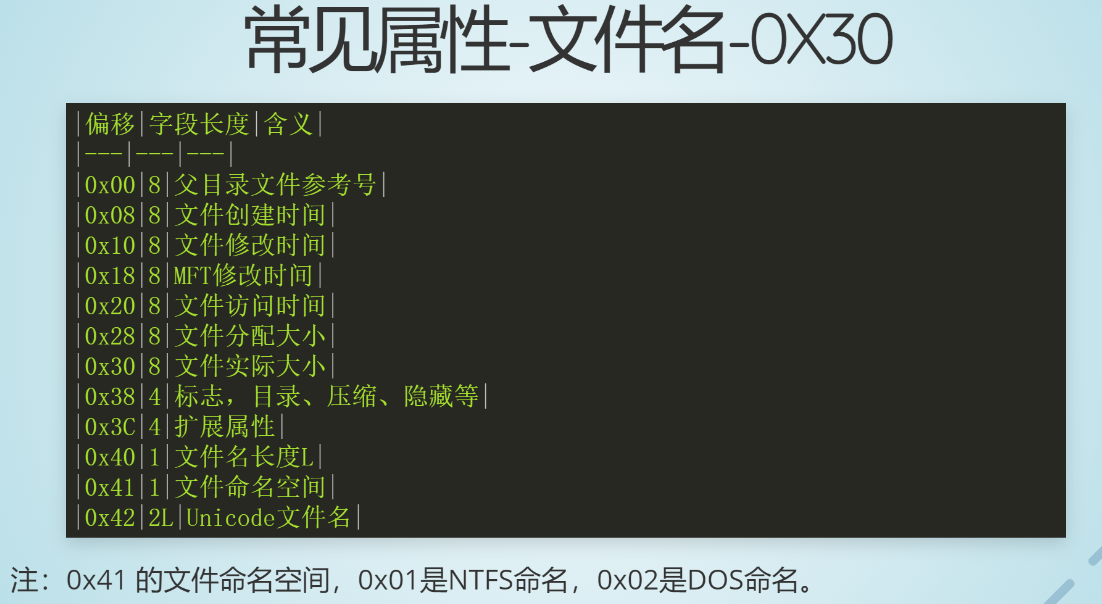 常见属性-文件名-0X30
|偏移|字段长度|含义|
|---|---|---|
|0x00|8|父目录文件参考号|
|0x08|8|文件创建时间|
|0x10|8|文件修改时间|
|0x18|8|MFT修改时间|
|0x20|8|文件访问时间|
|0x28|8|文件分配大小|
|0x30|8|文件实际大小|
|0x38|4|标志，目录、压缩、隐藏等|
|0x3C|4|扩展属性|
|0x40|1|文件名长度L|
|0x41|1|文件命名空间|
|0x42|2L|Unicode文件名|
注：0x41 的文件命名空间，0x01是NTFS命名，0x02是DOS命名。